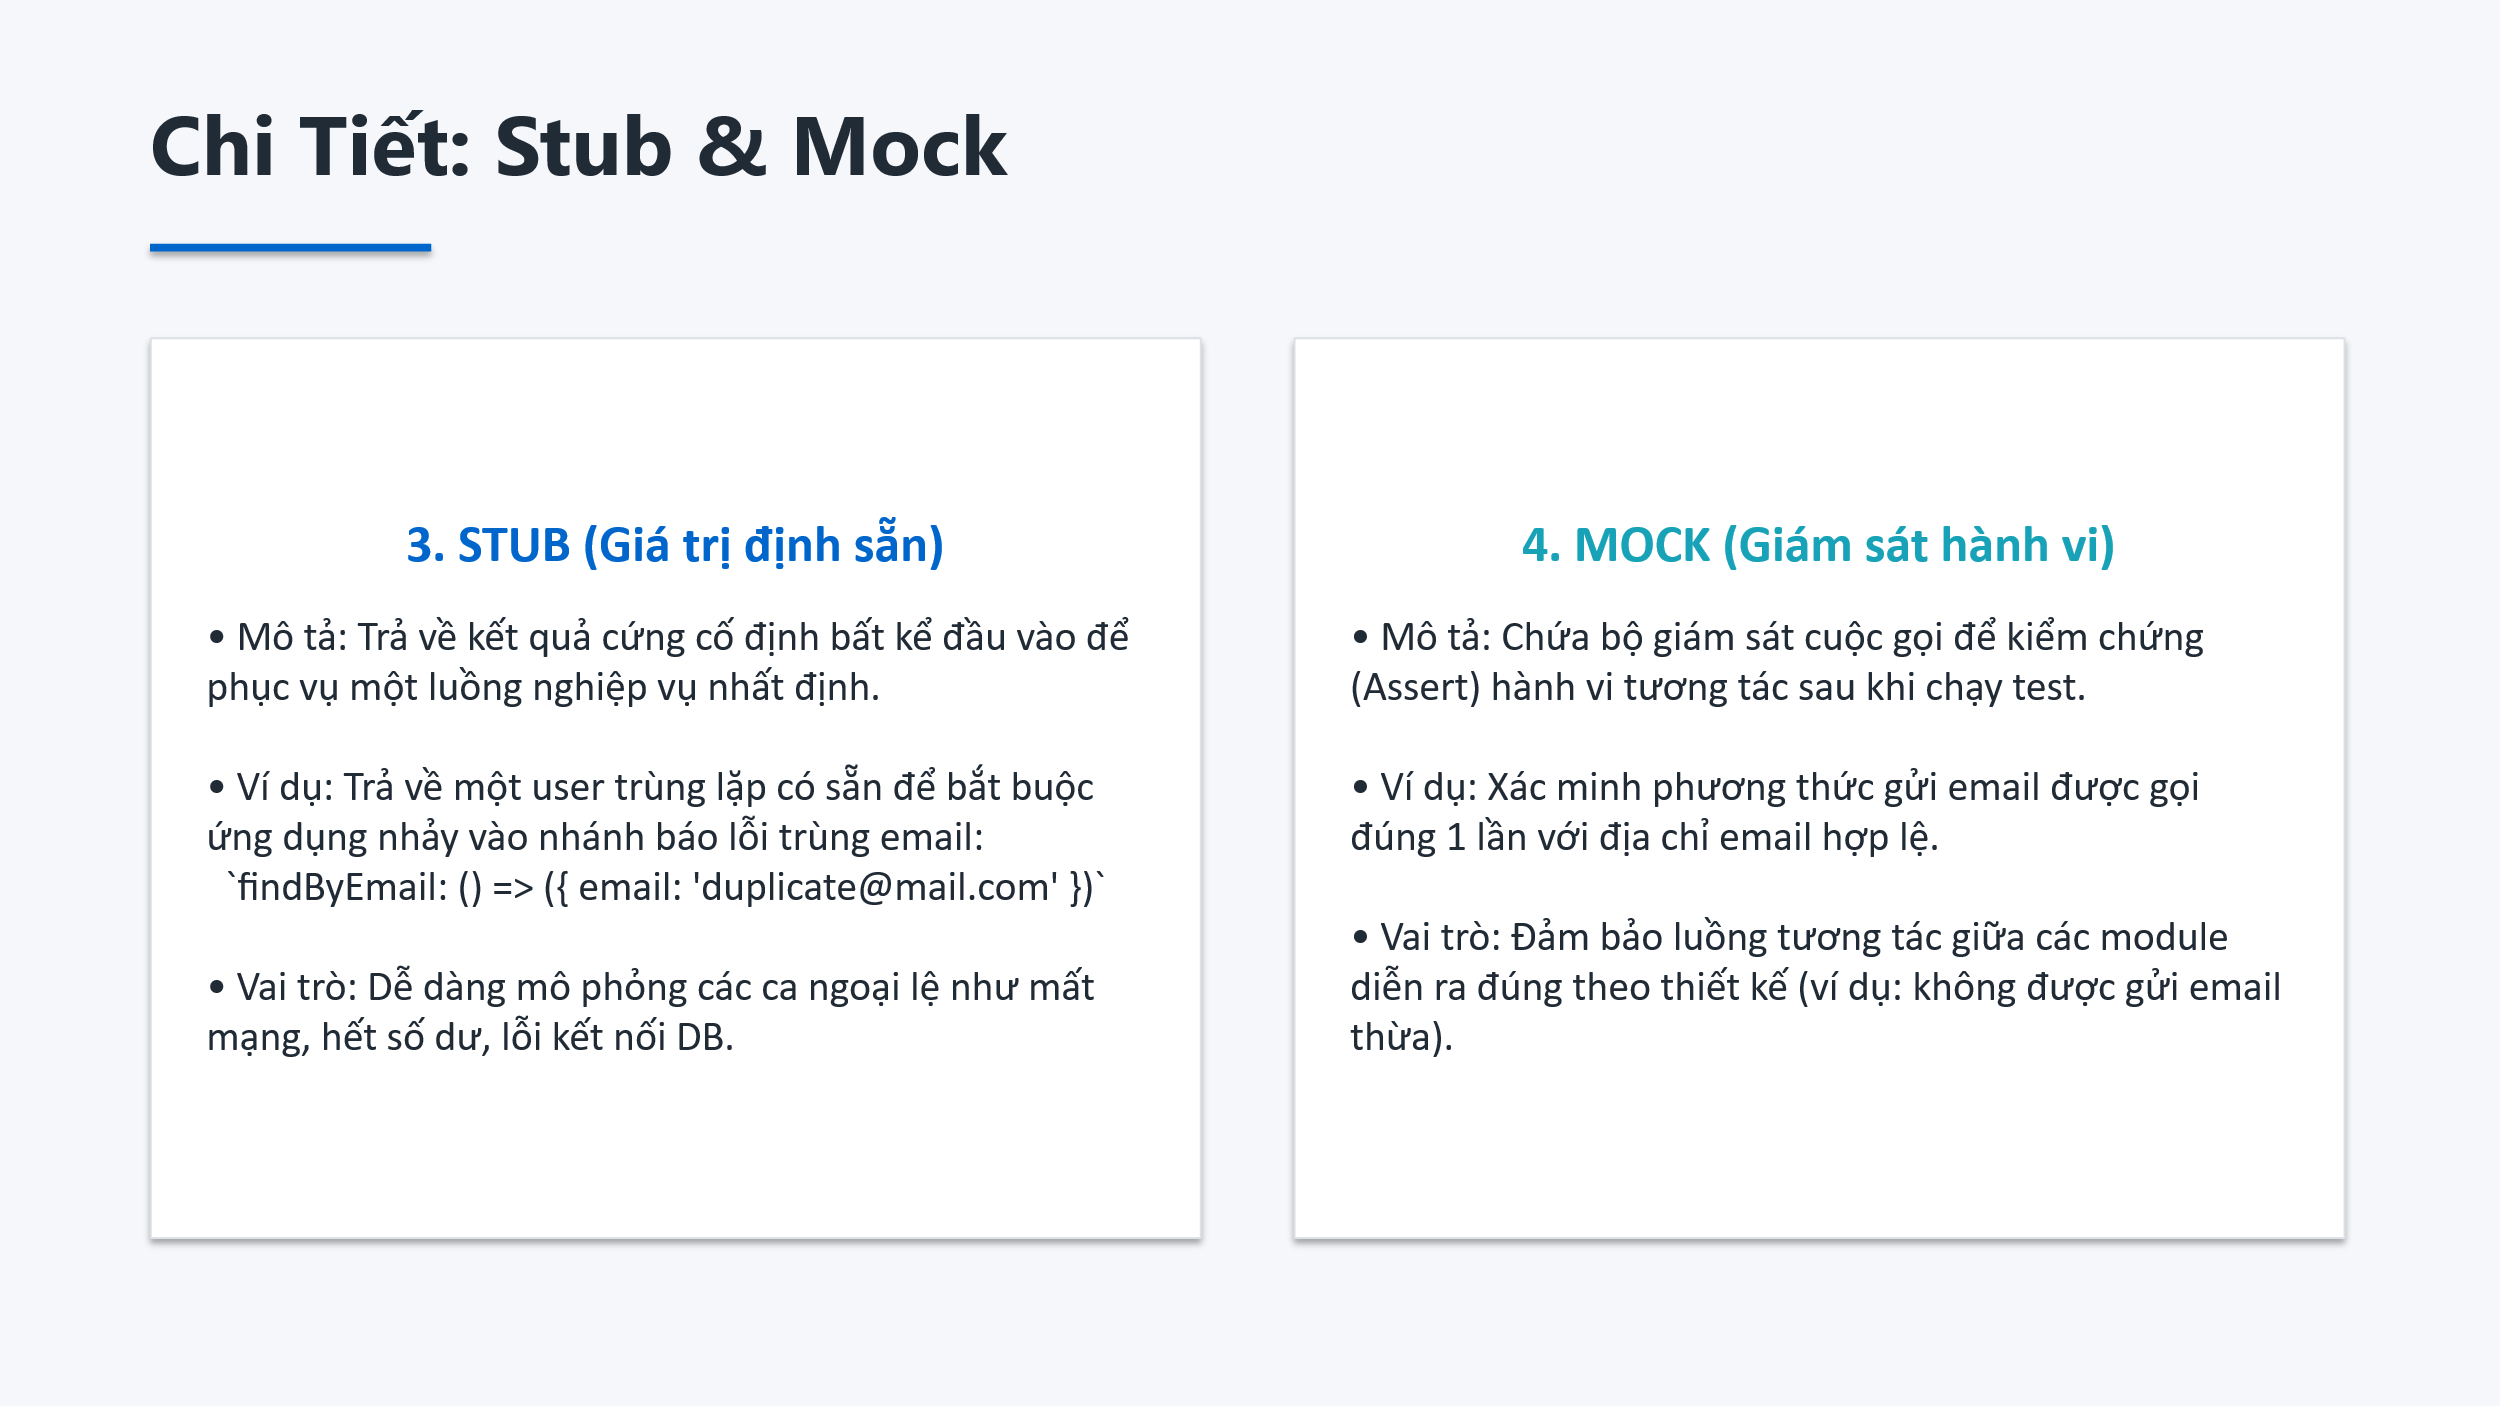 Chi Tiết: Stub & Mock
3. STUB (Giá trị định sẵn)
• Mô tả: Trả về kết quả cứng cố định bất kể đầu vào để
phục vụ một luồng nghiệp vụ nhất định.
• Ví dụ: Trả về một user trùng lặp có sẵn để bắt buộc
ứng dụng nhảy vào nhánh báo lỗi trùng email:
`findByEmail: () => ({ email: 'duplicate@mail.com' })`
• Vai trò: Dễ dàng mô phỏng các ca ngoại lệ như mất
mạng, hết số dư, lỗi kết nối DB.
4. MOCK (Giám sát hành vi)
• Mô tả: Chứa bộ giám sát cuộc gọi để kiểm chứng
(Assert) hành vi tương tác sau khi chạy test.
• Ví dụ: Xác minh phương thức gửi email được gọi
đúng 1 lần với địa chỉ email hợp lệ.
• Vai trò: Đảm bảo luồng tương tác giữa các module
diễn ra đúng theo thiết kế (ví dụ: không được gửi email
thừa).